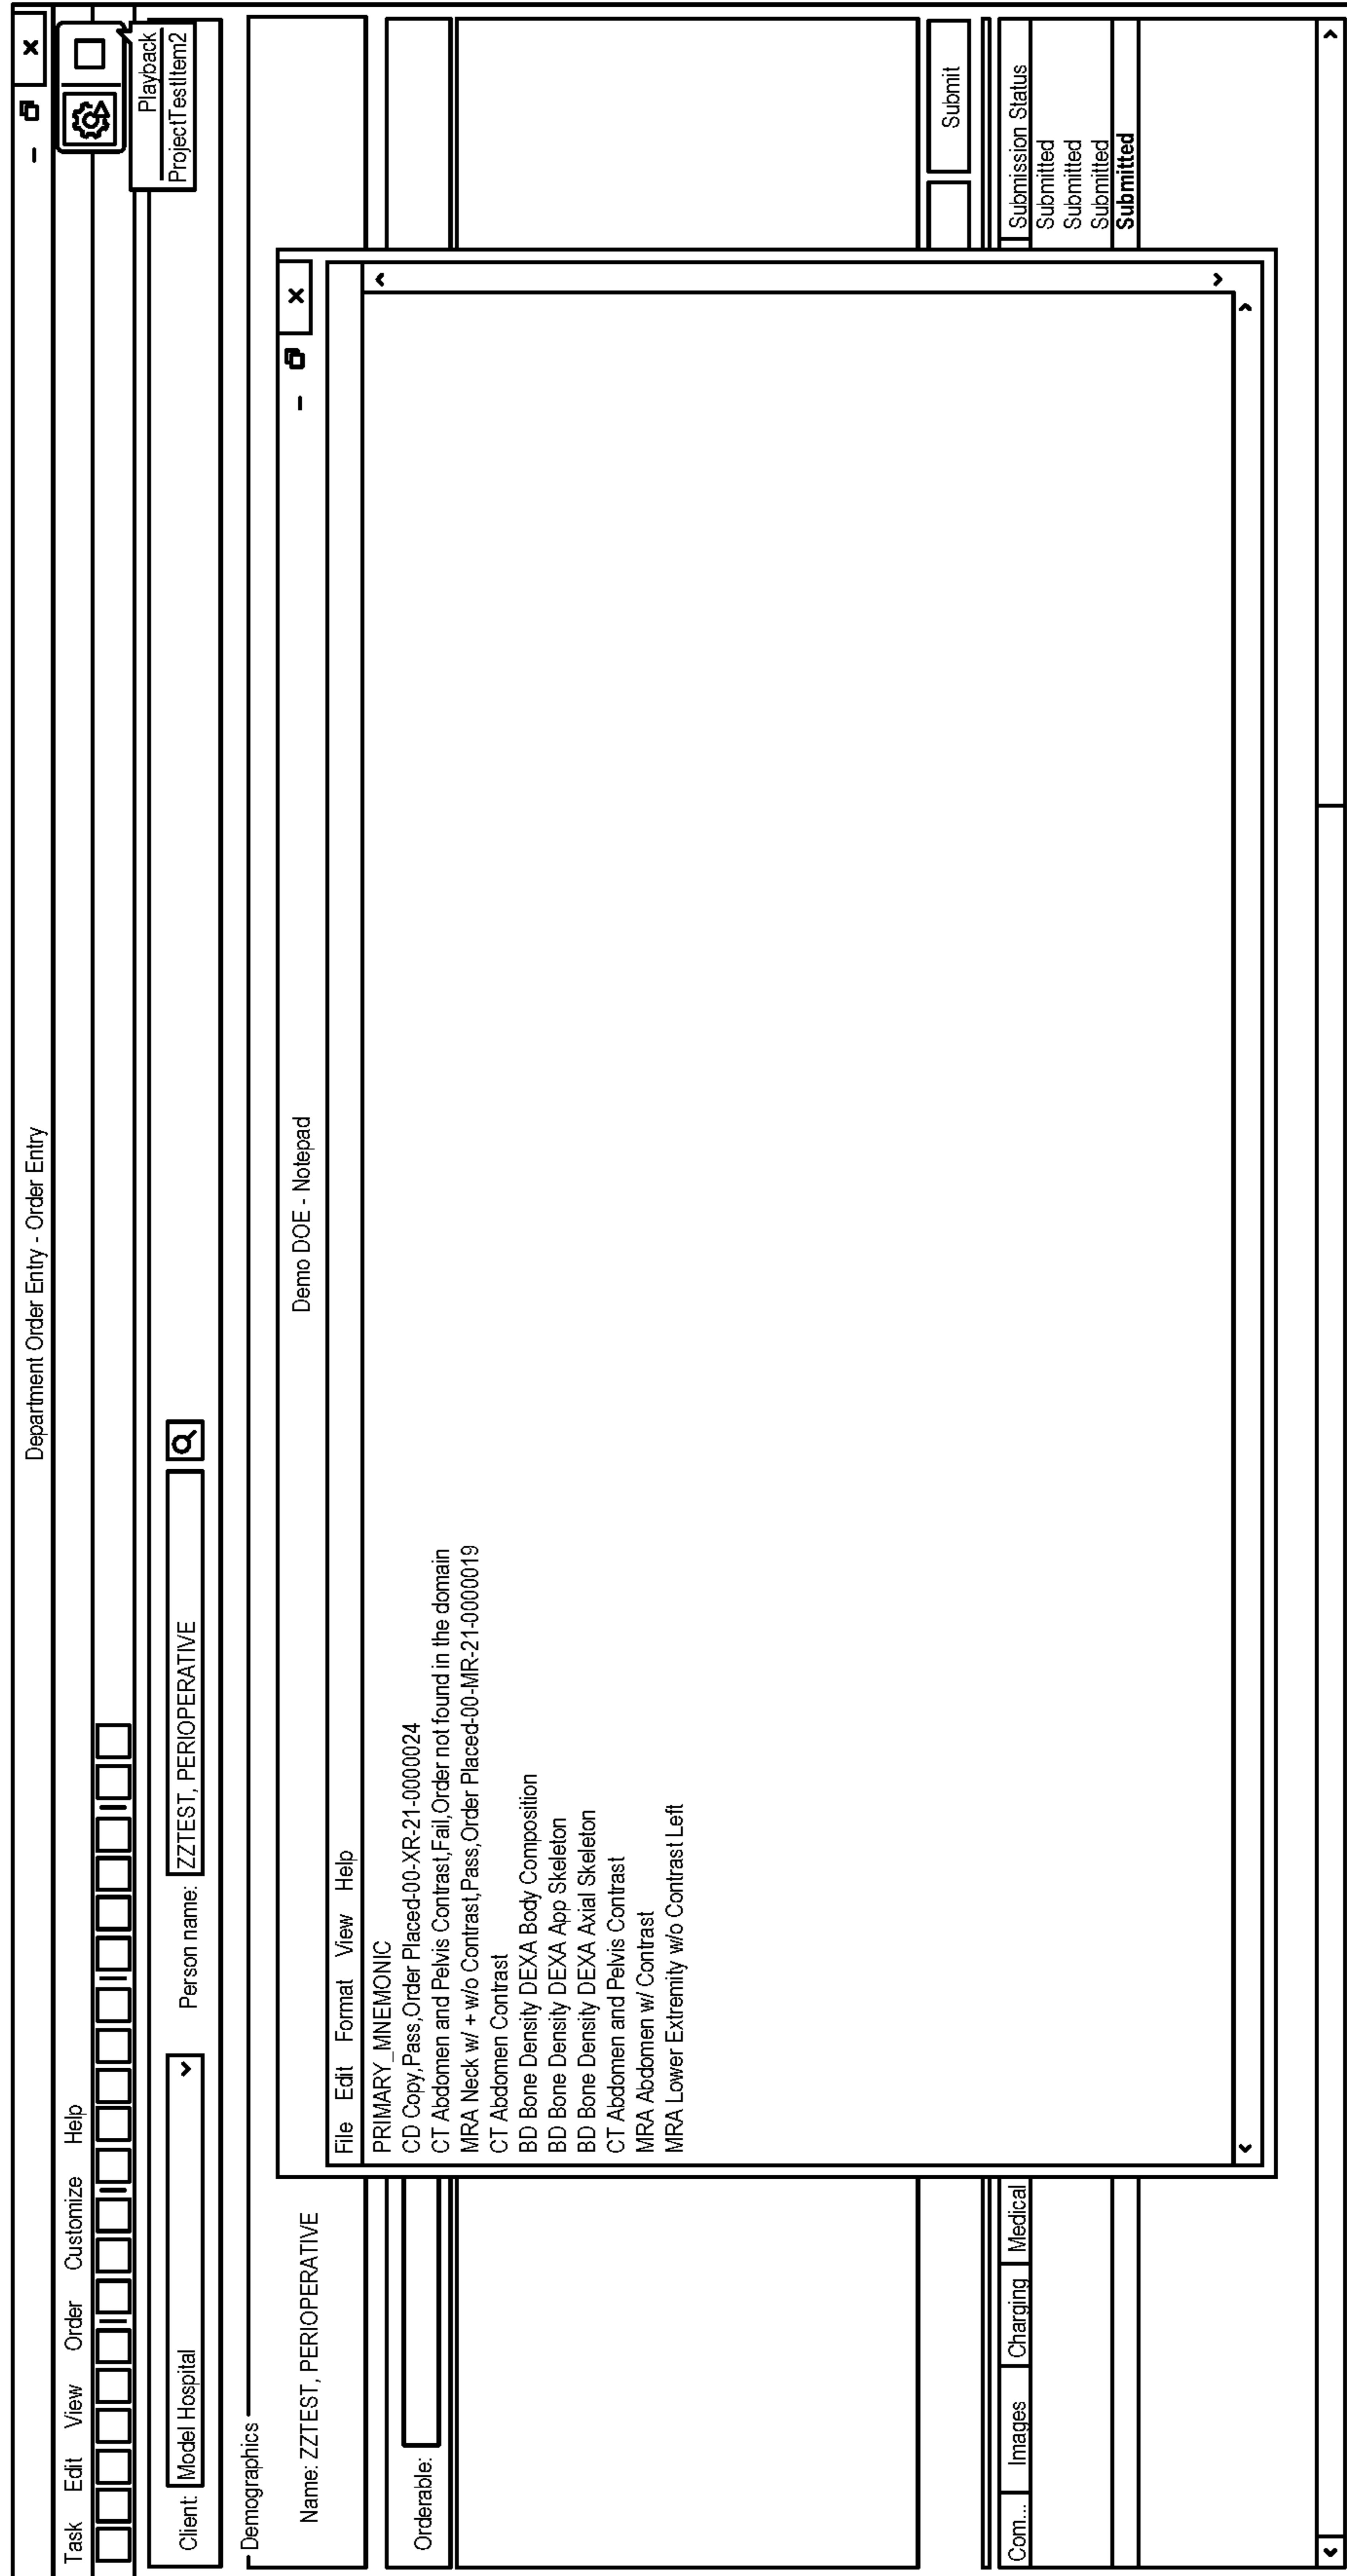 Department Order Entry - Order Entry
Task Edit View Order Customize Help
Playback
ProjectTestItem2
Client: Model Hospital Person name: ZZTEST, PERIOPERATIVE
Demographics
Name: ZZTEST, PERIOPERATIVE
Orderable:
Demo DOE - Notepad
File Edit Format View Help
PRIMARY_MNEMONIC
CD Copy,Pass,Order Placed-00-XR-21-0000024
CT Abdomen and Pelvis Contrast,Fail,Order not found in the domain
MRA Neck w/ + w/o Contrast,Pass,Order Placed-00-MR-21-0000019
CT Abdomen Contrast
BD Bone Density DEXA Body Composition
BD Bone Density DEXA App Skeleton
BD Bone Density DEXA Axial Skeleton
CT Abdomen and Pelvis Contrast
MRA Abdomen w/ Contrast
MRA Lower Extremity w/o Contrast Left
Submit
Com... Images Charging Medical Submission Status
Submitted
Submitted
Submitted
Submitted